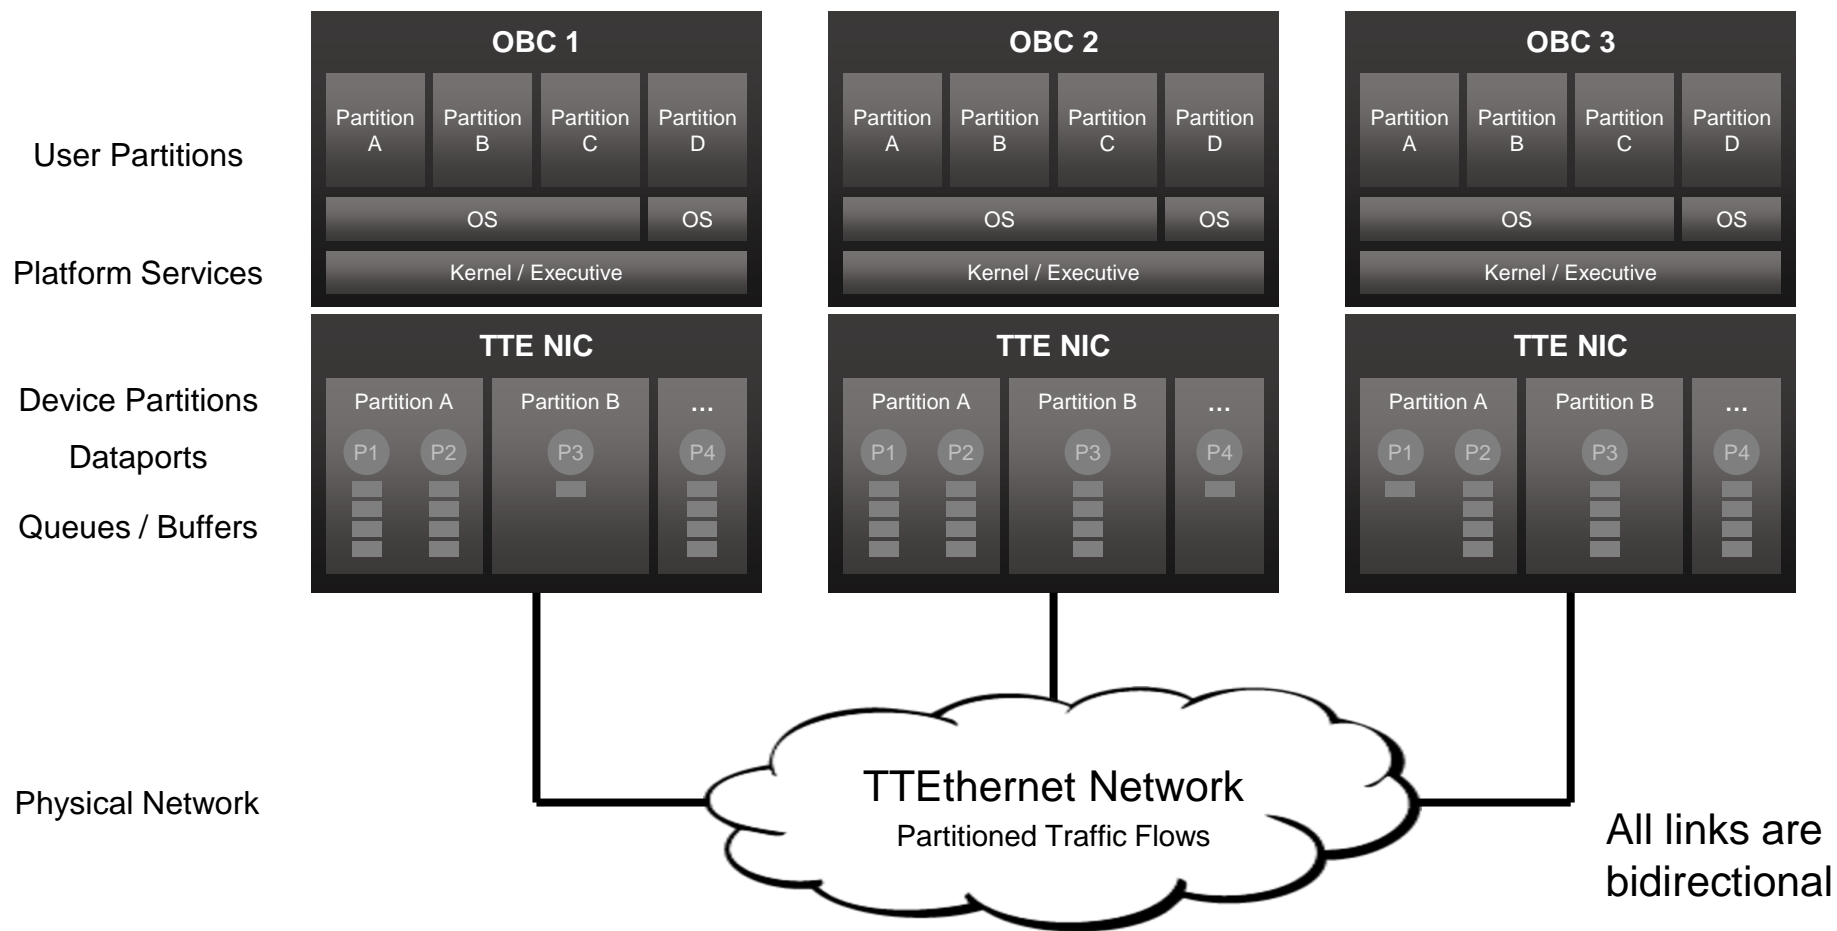 OBC 1
OBC 2
OBC 3
User Partitions
Partition
A
Partition
B
Partition
C
Partition
D
Partition
A
Partition
B
Partition
C
Partition
D
Partition
A
Partition
B
Partition
C
Partition
D
OS
OS
OS
OS
OS
OS
Platform Services
Kernel / Executive
Kernel / Executive
Kernel / Executive
TTE NIC
TTE NIC
TTE NIC
Device Partitions
Partition A
Partition B
...
Partition A
Partition B
...
Partition A
Partition B
...
Dataports
P1
P2
P3
P4
P1
P2
P3
P4
P1
P2
P3
P4
Queues / Buffers
Physical Network
TTEthernet Network
Partitioned Traffic Flows
All links are
bidirectional